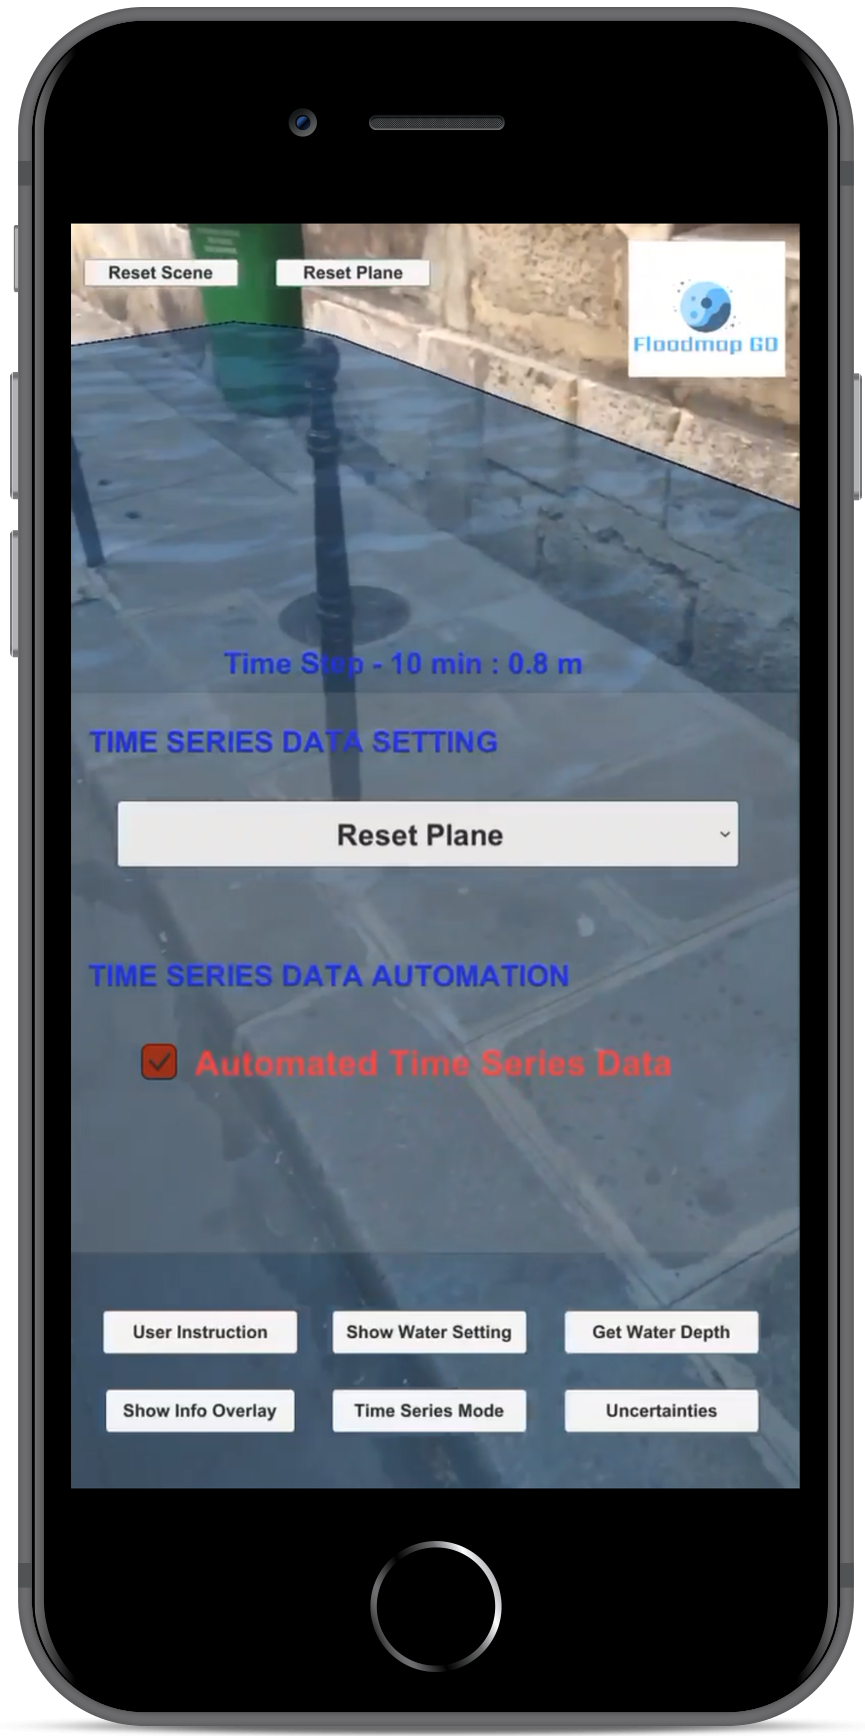 Reset Scene
Reset Plane
Floodmap GO
Time Step - 10 min : 0.8 m
TIME SERIES DATA SETTING
Reset Plane
TIME SERIES DATA AUTOMATION
Automated Time Series Data
User Instruction
Show Water Setting
Get Water Depth
Show Info Overlay
Time Series Mode
Uncertainties